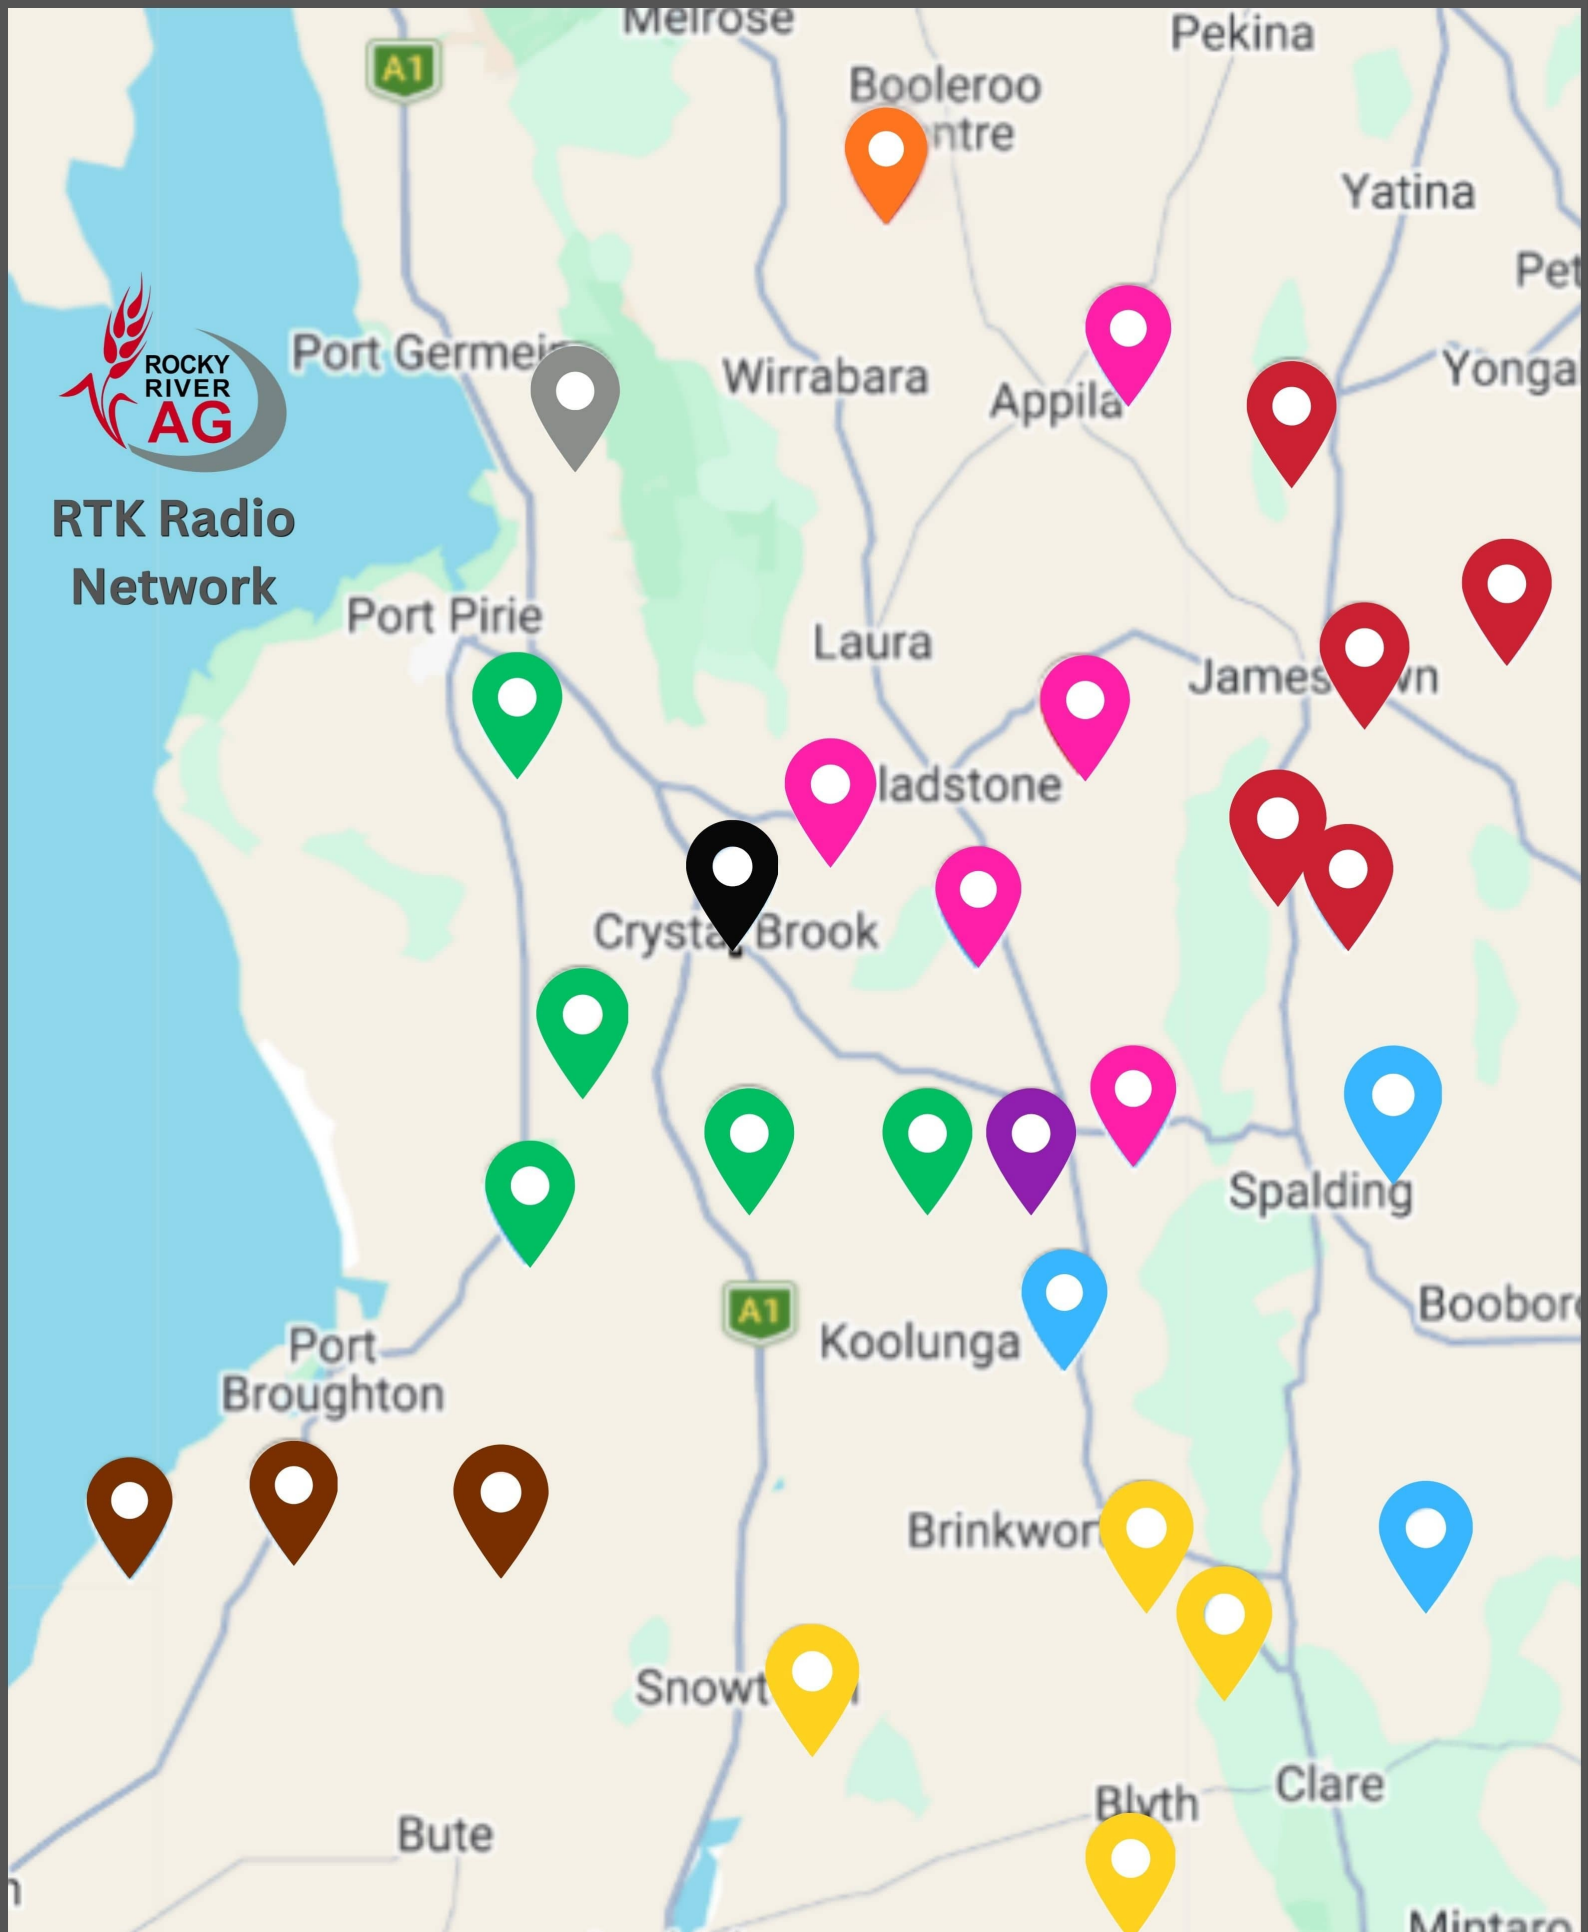 Melrose
Pekina
A1
Booleroo
ntre
Yatina
Pet
ROCKY
RIVER
AG
Port Germei
Wirrabara
Appila
Yonga
RTK Radio
Network
Port Pirie
Laura
James wn
ladstone
Crysta Brook
Spalding
A1
Koolunga
Boobor
Port
Broughton
Brinkwor
Snowt
Blyth
Clare
Bute
Mintaro